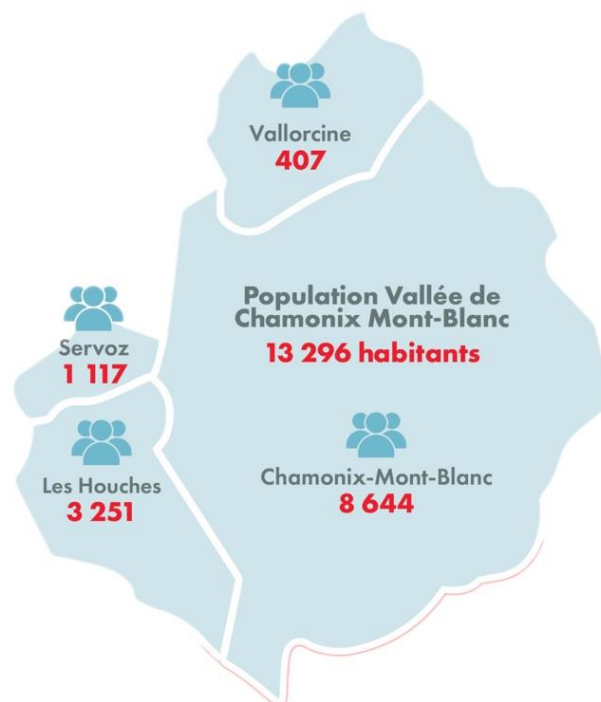 Vallorcine
407
Population Vallée de
Chamonix Mont-Blanc
13 296 habitants
Servoz
1 117
Les Houches
3 251
Chamonix-Mont-Blanc
8 644